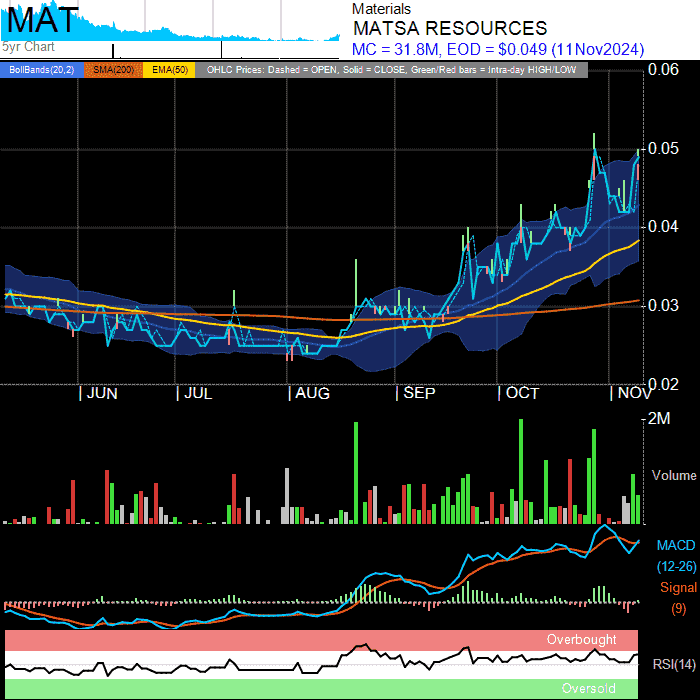 MAT
5yr Chart
Materials
MATSA RESOURCES
MC = 31.8M, EOD = $0.049 (11Nov2024)
BollBands(20,2) SMA(200) EMA(50) OHLC Prices: Dashed = OPEN, Solid = CLOSE, Green/Red bars = Intra-day HIGH/LOW
0.06
0.05
0.04
0.03
0.02
JUN JUL AUG SEP OCT NOV
2M
Volume
MACD
(12-26)
Signal
(9)
Overbought
RSI(14)
Oversold